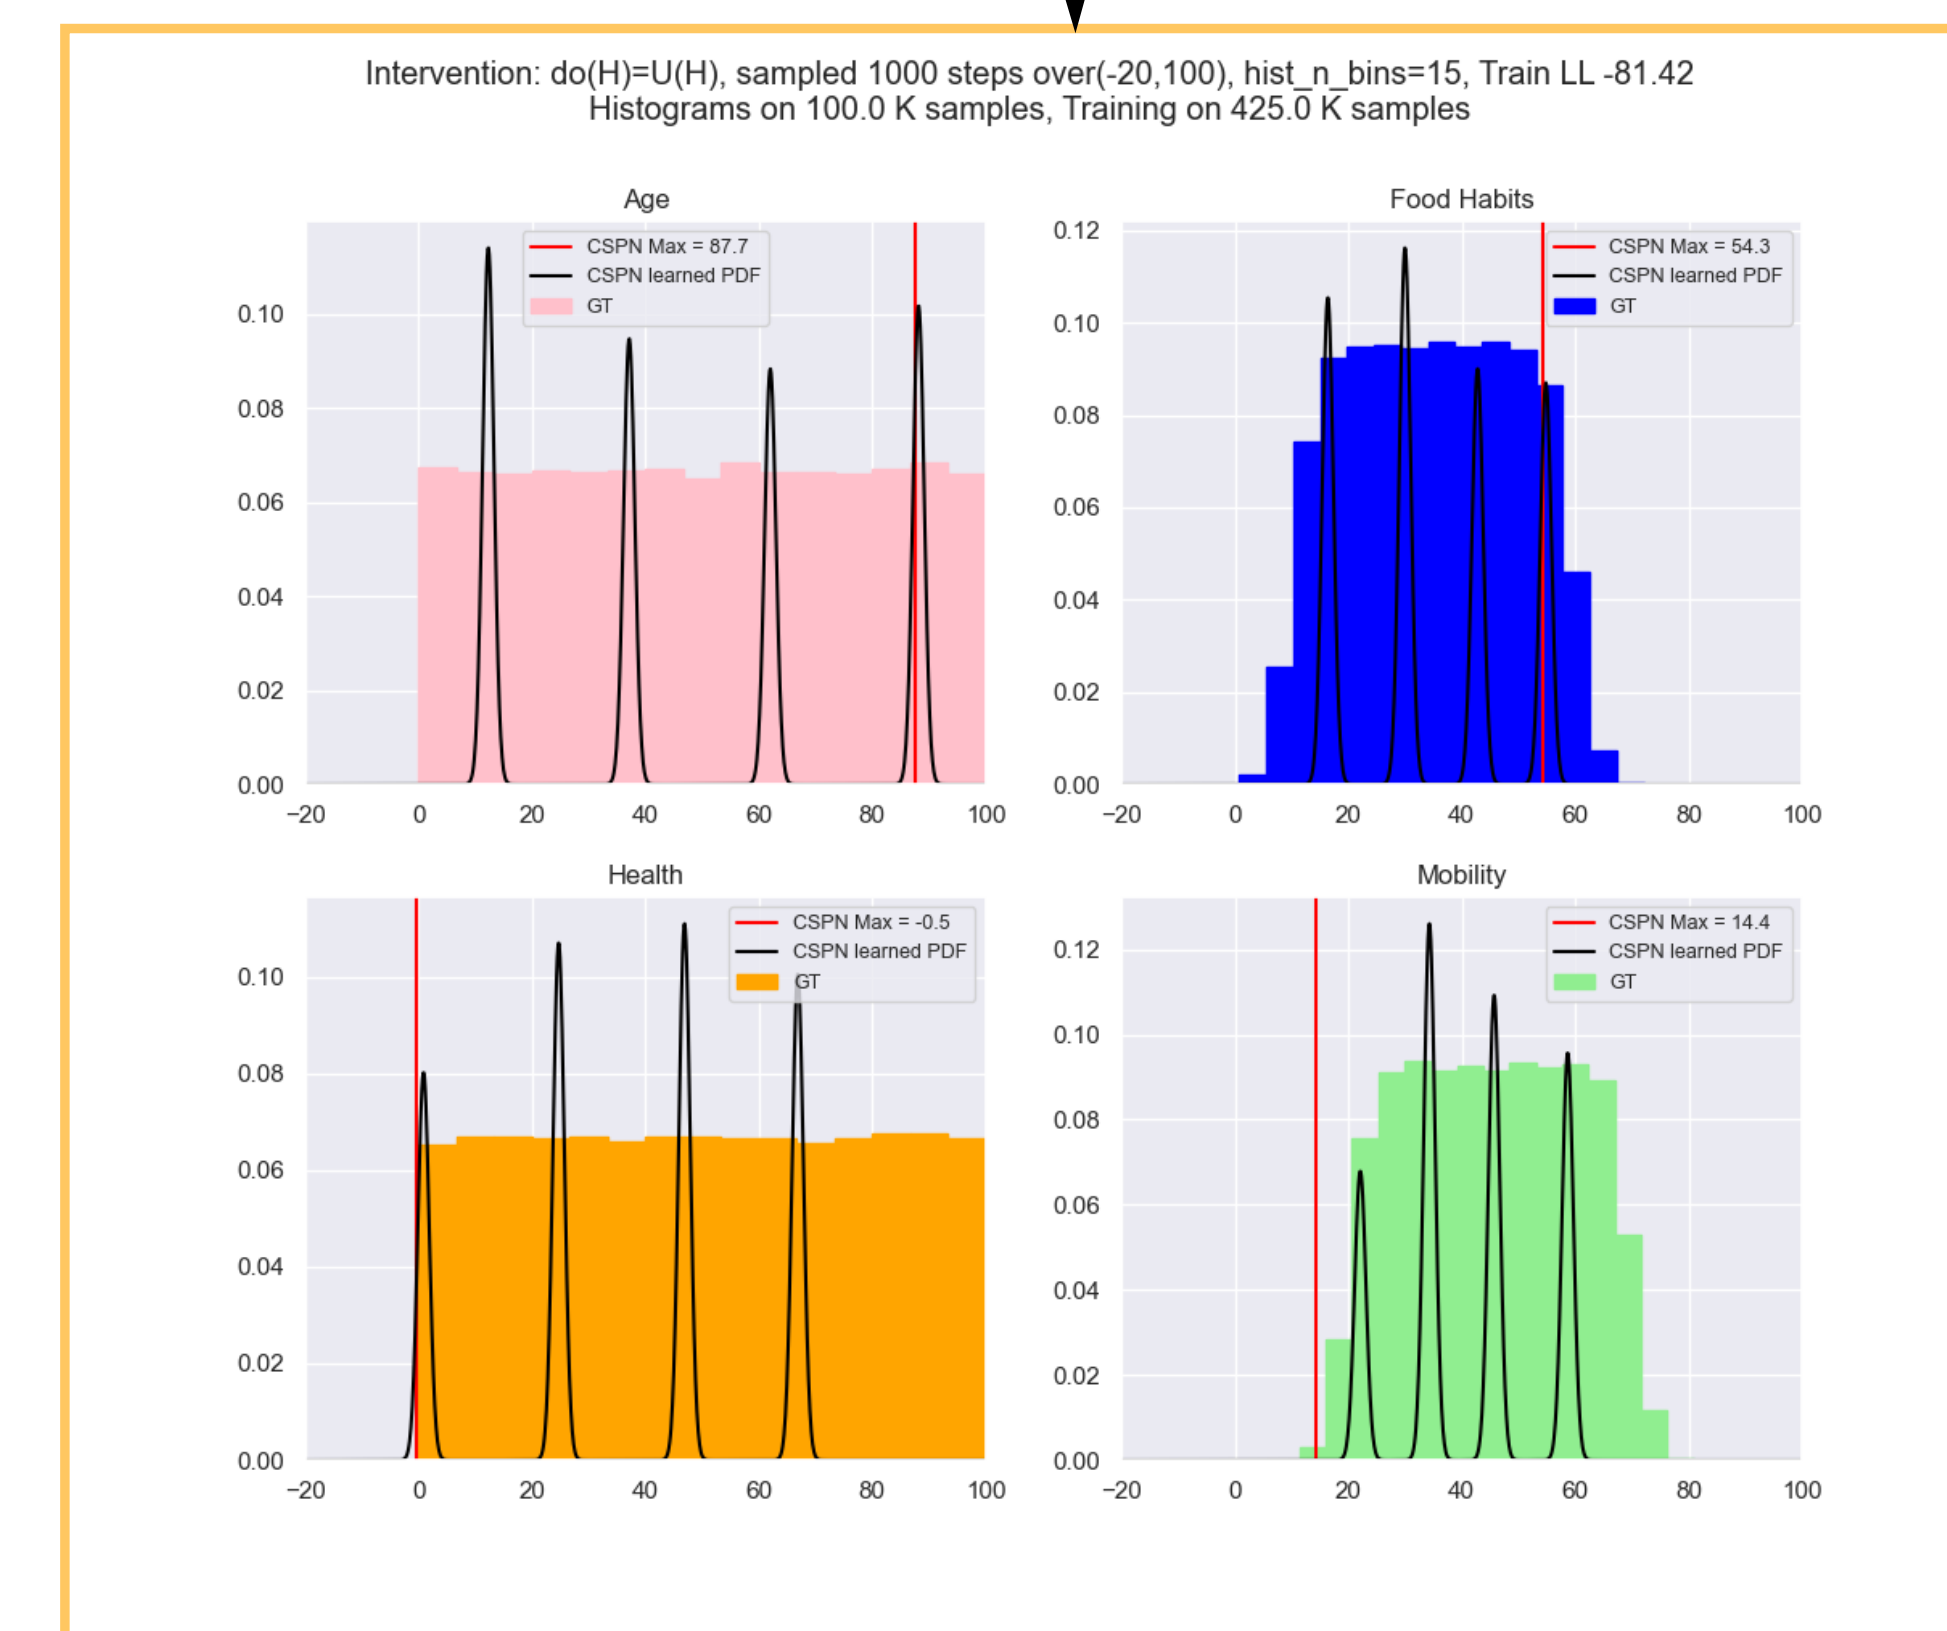 Intervention: do(H)=U(H), sampled 1000 steps over(-20,100), hist_n_bins=15, Train LL -81.42
Histograms on 100.0 K samples, Training on 425.0 K samples
Age
CSPN Max = 87.7
CSPN learned PDF
GT
0.10
0.08
0.06
0.04
0.02
0.00
−20 0 20 40 60 80 100
Food Habits
CSPN Max = 54.3
CSPN learned PDF
GT
0.12
0.10
0.08
0.06
0.04
0.02
0.00
−20 0 20 40 60 80 100
Health
CSPN Max = -0.5
CSPN learned PDF
GT
0.10
0.08
0.06
0.04
0.02
0.00
−20 0 20 40 60 80 100
Mobility
CSPN Max = 14.4
CSPN learned PDF
GT
0.12
0.10
0.08
0.06
0.04
0.02
0.00
−20 0 20 40 60 80 100